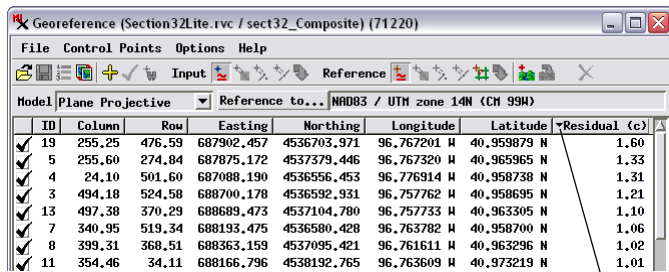 Georeference (Section32Lite.rvc / sect32_Composite) (71220)
File Control Points Options Help
Input Reference
Model Plane Projective Reference to... NAD83 / UTM zone 14N (CM 99W)
ID Column Row Easting Northing Longitude Latitude Residual (c)
19 255.25 476.59 687902.457 4536703.971 96.767201 W 40.959879 N 1.60
5 255.60 274.84 687875.172 4537379.446 96.767320 W 40.965965 N 1.33
4 24.10 501.60 687088.190 4536556.453 96.776914 W 40.958738 N 1.31
3 494.18 524.58 688700.178 4536592.931 96.757762 W 40.958695 N 1.21
13 497.38 370.29 688689.473 4537104.780 96.757733 W 40.963305 N 1.10
7 340.95 519.34 688193.475 4536580.428 96.763782 W 40.958700 N 1.06
8 399.31 368.51 688363.159 4537095.421 96.761611 W 40.963296 N 1.02
11 354.46 34.11 688166.796 4538192.765 96.763609 W 40.973219 N 1.01